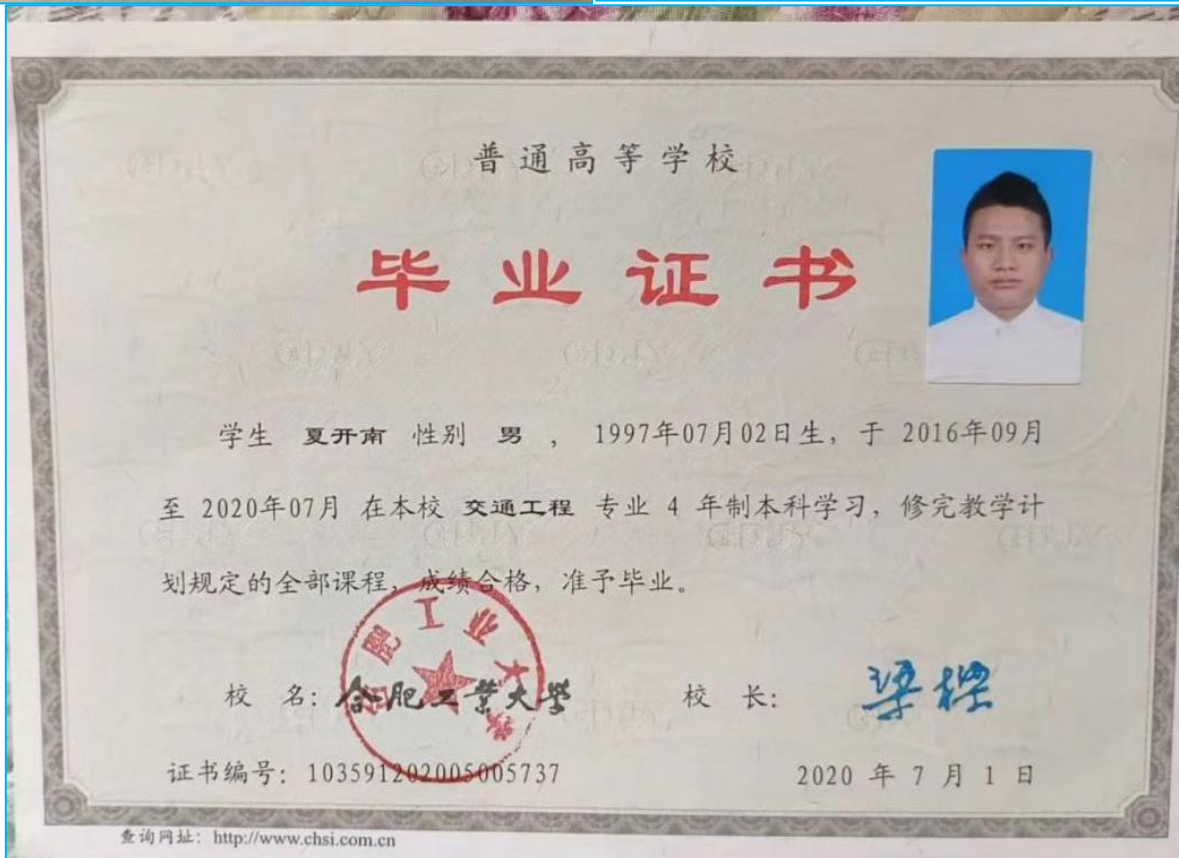 普通高等学校
毕业证书
学生 夏开南 性别 男 , 1997年07月02日生, 于 2016年09月
至 2020年07月 在本校 交通工程 专业 4 年制本科学习, 修完教学计
划规定的全部课程, 成绩合格, 准予毕业。
校 名: 合肥工业大学
校 长: 梁樑
合肥工业大学
证书编号: 103591202005005737
2020 年 7 月 1 日
查询网址: http://www.chsi.com.cn